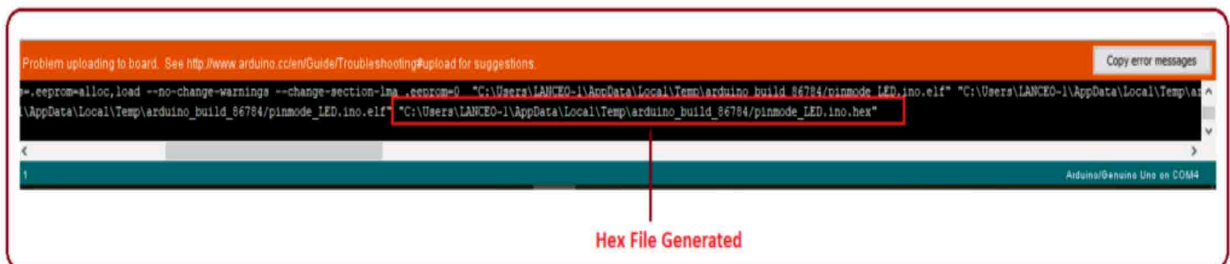 Problem uploading to board. See http://www.arduino.cc/en/Guide/Troubleshooting#upload for suggestions.
Copy error messages
=.eeprom=alloc,load --no-change-warnings --change-section-lma .eeprom=0 "C:\Users\LANCEO~1\AppData\Local\Temp\arduino_build_86784/pinmode_LED.ino.elf" "C:\Users\LANCEO~1\AppData\Local\Temp\ar
\AppData\Local\Temp\arduino_build_86784/pinmode_LED.ino.elf" "C:\Users\LANCEO~1\AppData\Local\Temp\arduino_build_86784/pinmode_LED.ino.hex"
1
Arduino/Genuino Uno on COM4
Hex File Generated